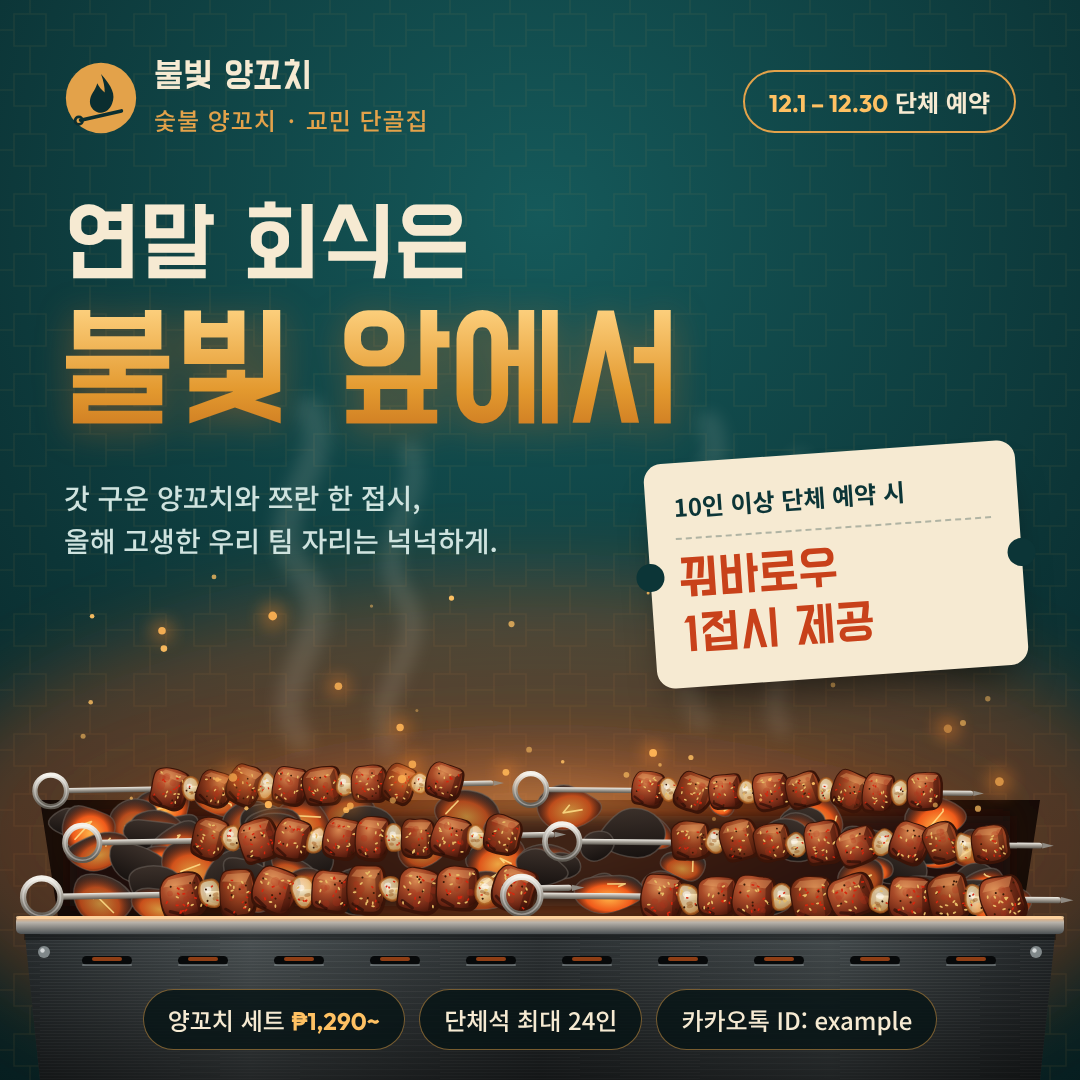 불빛 양꼬치
숯불 양꼬치 · 교민 단골집
12.1 – 12.30 단체 예약
연말 회식은
불빛 앞에서
갓 구운 양꼬치와 쯔란 한 접시,
올해 고생한 우리 팀 자리는 넉넉하게.
10인 이상 단체 예약 시
꿔바로우
1접시 제공
양꼬치 세트 ₱1,290~
단체석 최대 24인
카카오톡 ID: example